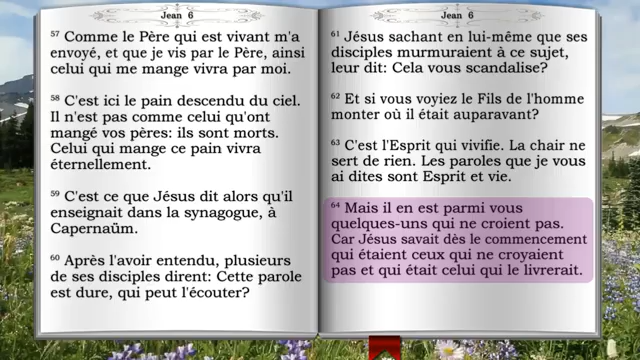 Jean 6
57 Comme le Père qui est vivant m'a
envoyé, et que je vis par le Père, ainsi
celui qui me mange vivra par moi.
58 C'est ici le pain descendu du ciel.
Il n'est pas comme celui qu'ont
mangé vos pères: ils sont morts.
Celui qui mange ce pain vivra
éternellement.
59 C'est ce que Jésus dit alors qu'il
enseignait dans la synagogue, à
Capernaüm.
60 Après l'avoir entendu, plusieurs
de ses disciples dirent: Cette parole
est dure, qui peut l'écouter?
Jean 6
61 Jésus sachant en lui-même que ses
disciples murmuraient à ce sujet,
leur dit: Cela vous scandalise?
62 Et si vous voyiez le Fils de l'homme
monter où il était auparavant?
63 C'est l'Esprit qui vivifie. La chair ne
sert de rien. Les paroles que je vous
ai dites sont Esprit et vie.
64 Mais il en est parmi vous
quelques-uns qui ne croient pas.
Car Jésus savait dès le commencement
qui étaient ceux qui ne croyaient
pas et qui était celui qui le livrerait.